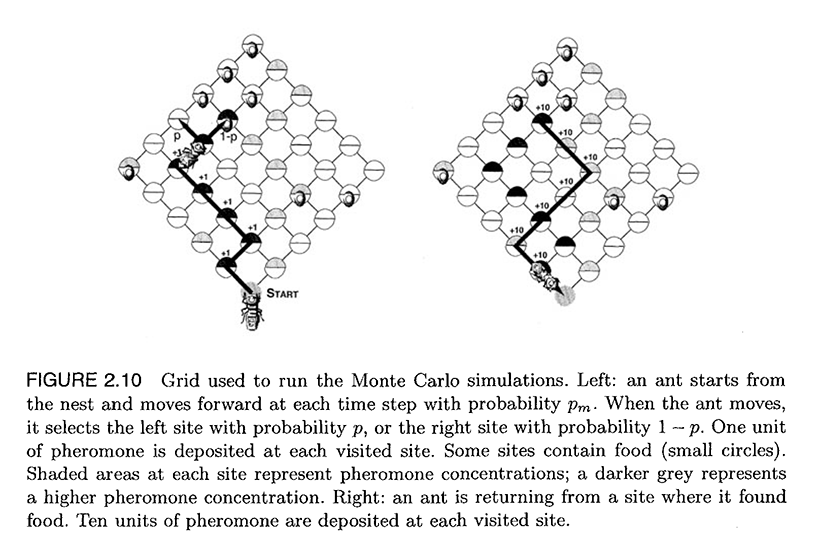 p
1-p
+1
+1
+1
+1
+1
START
+10
+10
+10
+10
+10
+10
+10
FIGURE 2.10 Grid used to run the Monte Carlo simulations. Left: an ant starts from
the nest and moves forward at each time step with probability pm. When the ant moves,
it selects the left site with probability p, or the right site with probability 1 − p. One unit
of pheromone is deposited at each visited site. Some sites contain food (small circles).
Shaded areas at each site represent pheromone concentrations; a darker grey represents
a higher pheromone concentration. Right: an ant is returning from a site where it found
food. Ten units of pheromone are deposited at each visited site.